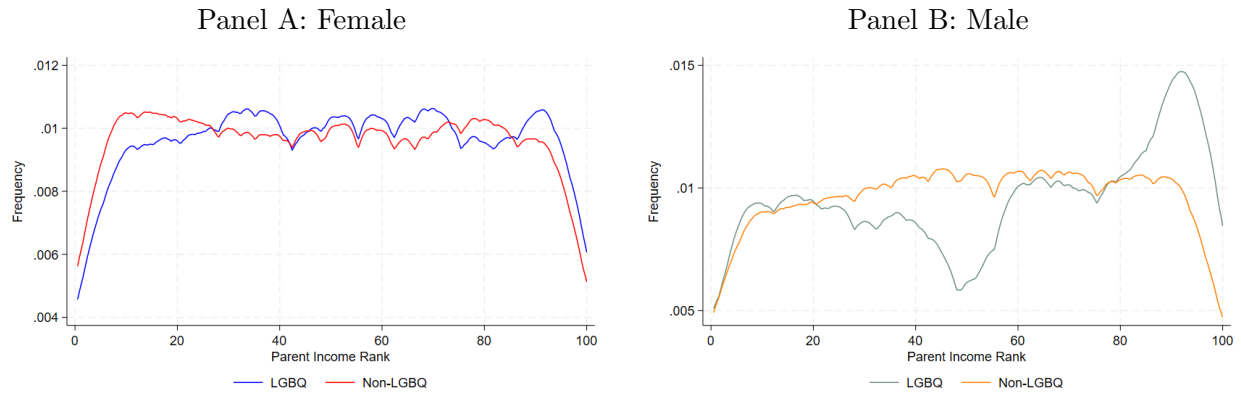 Panel A: Female
.012
.01
.008
.006
.004
Frequency
0 20 40 60 80 100
Parent Income Rank
LGBQ Non-LGBQ
Panel B: Male
.015
.01
.005
Frequency
0 20 40 60 80 100
Parent Income Rank
LGBQ Non-LGBQ